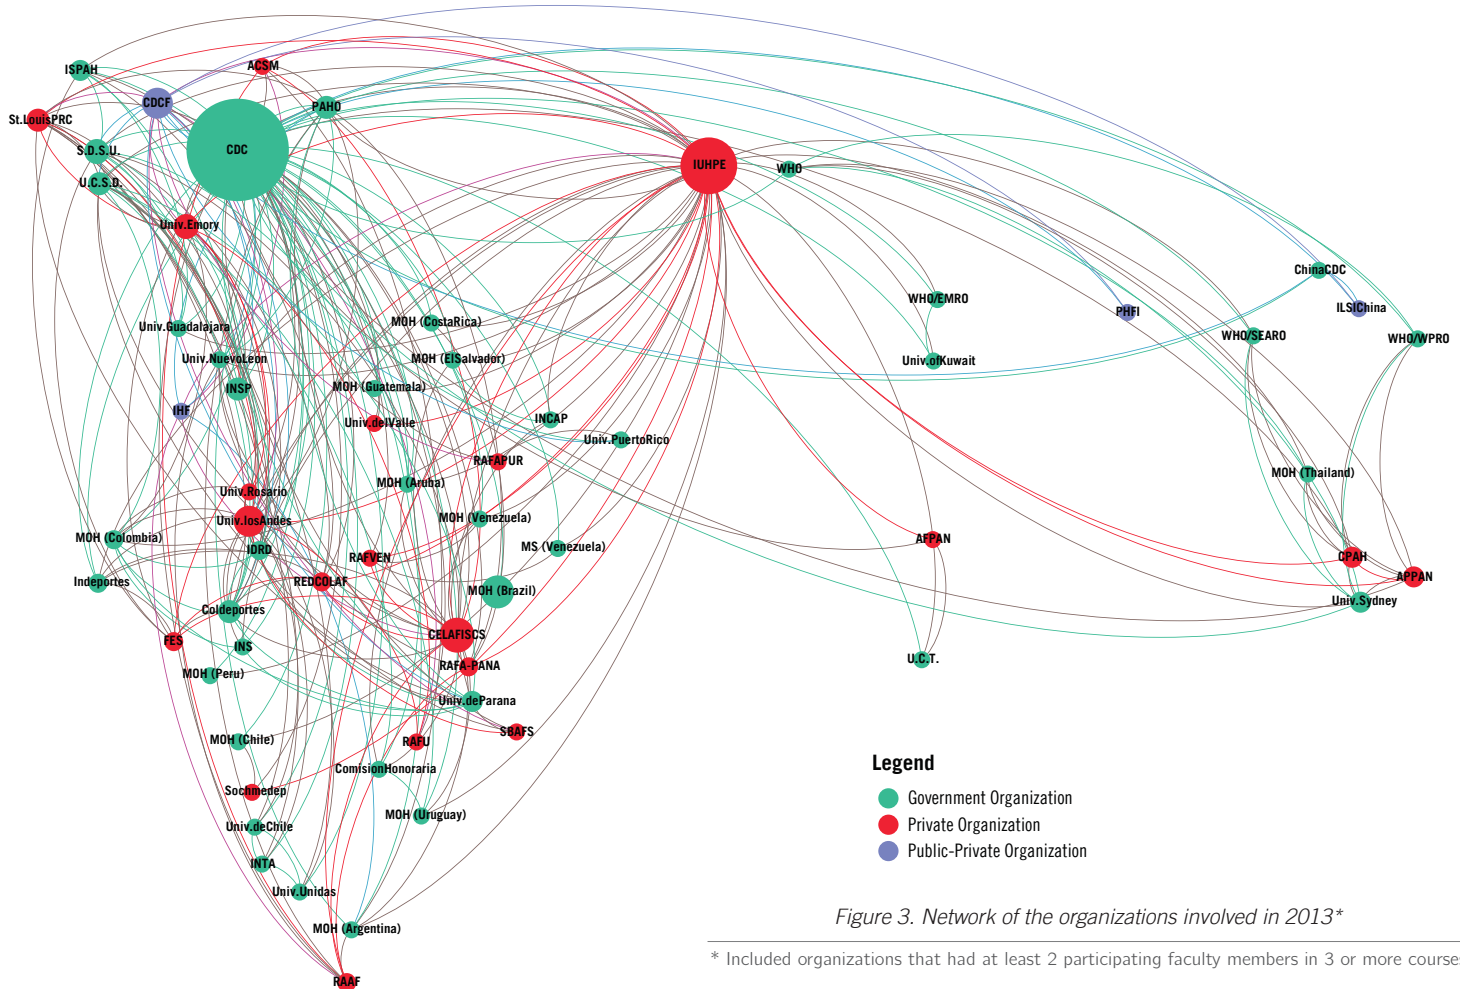 ISPAH
ACSM
CDCF
PAHO
St.LouisPRC
S.D.S.U.
CDC
U.C.S.D.
IUHPE
WHO
Univ.Emory
ChinaCDC
WHO/EMRO
PHFI
ILSIChina
Univ.Guadalajara
MOH (CostaRica)
WHO/SEARO
WHO/WPRO
Univ.NuevoLeon
MOH (ElSalvador)
Univ.ofKuwait
INSP
MOH (Guatemala)
IHF
Univ.delValle
INCAP
Univ.PuertoRico
RAFAPUR
MOH (Thailand)
MOH (Aruba)
Univ.Rosario
Univ.losAndes
MOH (Venezuela)
MOH (Colombia)
IDRD
MS (Venezuela)
AFPAN
RAFVEN
CPAH
Indeportes
REDCOLAF
APPAN
MOH (Brazil)
Univ.Sydney
Coldeportes
FES
INS
CELAFISCS
U.C.T.
RAFA-PANA
MOH (Peru)
Univ.deParana
SBAFS
MOH (Chile)
RAFU
ComisionHonoraria
Sochmedep
MOH (Uruguay)
Univ.deChile
INTA
Univ.Unidas
MOH (Argentina)
RAAF
Legend
Government Organization
Private Organization
Public-Private Organization
Figure 3. Network of the organizations involved in 2013*
* Included organizations that had at least 2 participating faculty members in 3 or more courses